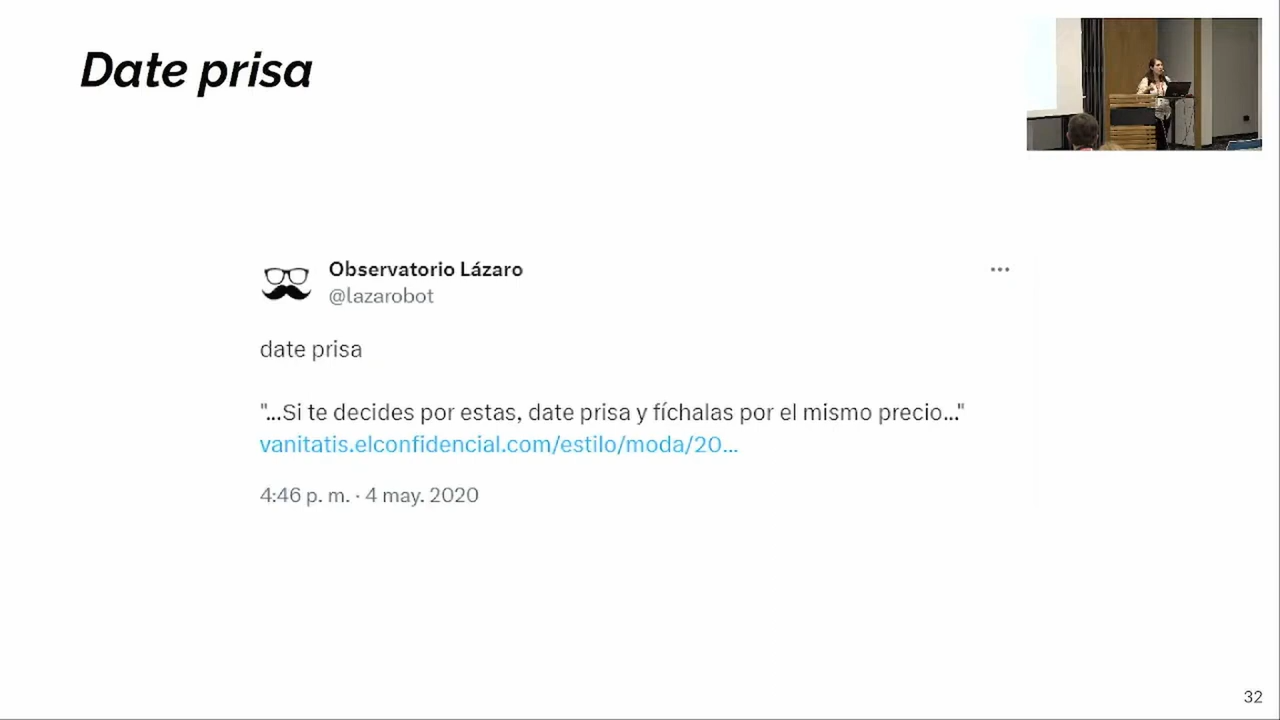 Date prisa
Observatorio Lázaro
@lazarobot
date prisa
"...Si te decides por estas, date prisa y fíchalas por el mismo precio..."
vanitatis.elconfidencial.com/estilo/moda/20...
4:46 p. m. · 4 may. 2020
32